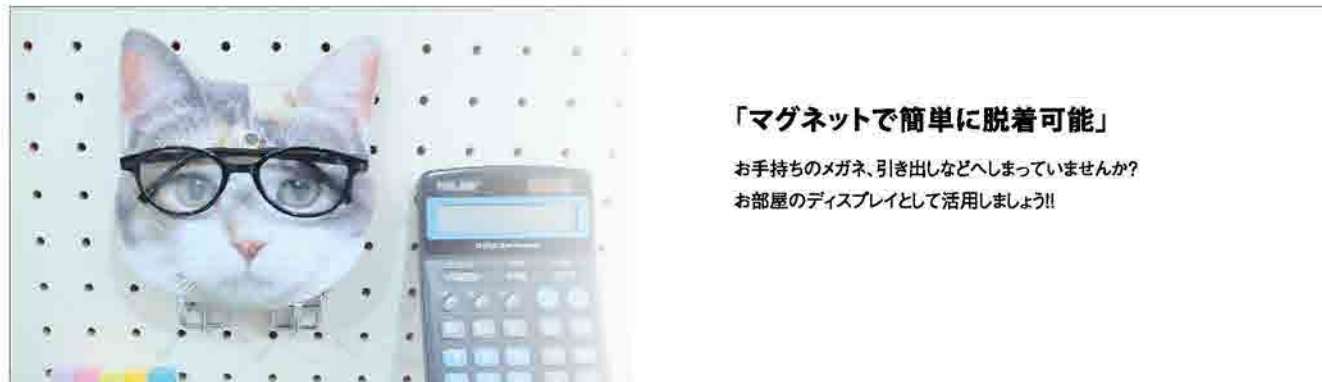 「マグネットで簡単に脱着可能」
お手持ちのメガネ、引き出しなどへしまっていませんか?
お部屋のディスプレイとして活用しましょう!!